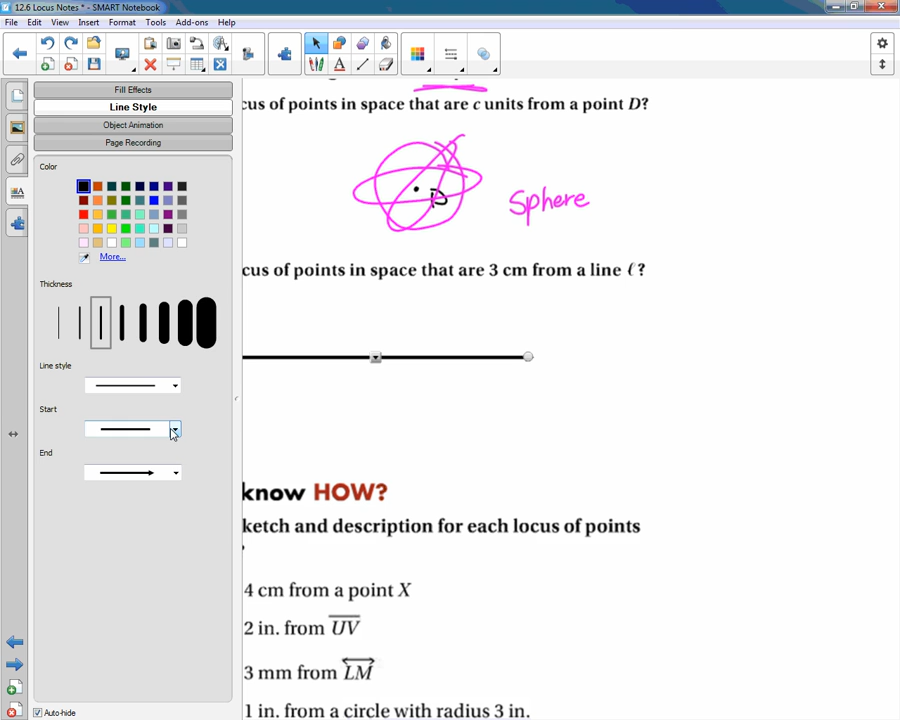 12.6 Locus Notes * - SMART Notebook
File Edit View Insert Format Tools Add-ons Help
Fill Effects
Line Style
Object Animation
Page Recording
Color
More...
Thickness
Line style
Start
End
Auto-hide
cus of points in space that are c units from a point D?
D
Sphere
cus of points in space that are 3 cm from a line ℓ?
know HOW?
ketch and description for each locus of points
4 cm from a point X
2 in. from UV
3 mm from LM
1 in. from a circle with radius 3 in.